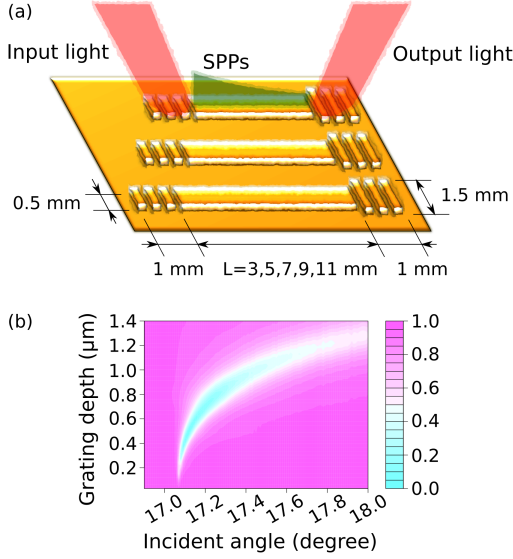 (a)
Input light
SPPs
Output light
0.5 mm
1.5 mm
1 mm
L=3,5,7,9,11 mm
1 mm
(b)
Grating depth (μm)
1.4
1.2
1.0
0.8
0.6
0.4
0.2
17.0
17.2
17.4
17.6
17.8
18.0
Incident angle (degree)
1.0
0.8
0.6
0.4
0.2
0.0